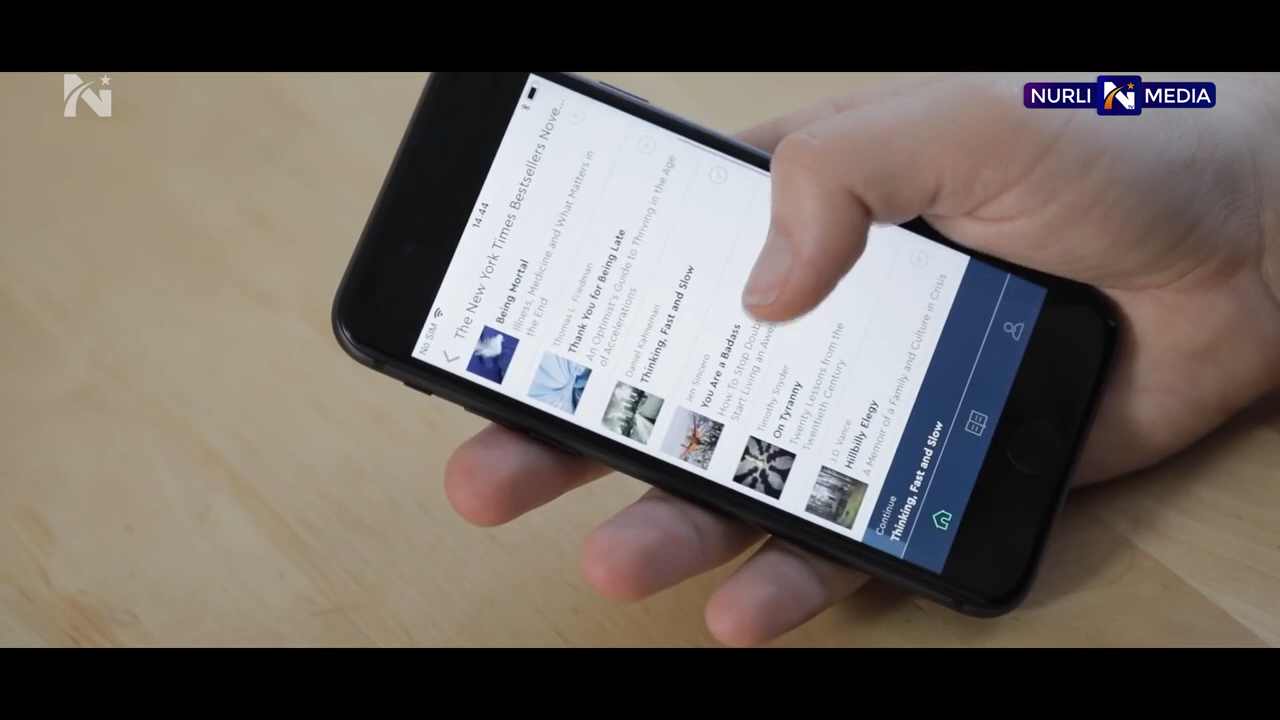 NURLI N MEDIA
No SIM
14:44
The New York Times Bestsellers Nove...
Being Mortal
Illness, Medicine and What Matters in
the End
Thomas L. Friedman
Thank You for Being Late
An Optimist's Guide to Thriving in the Age
of Accelerations
Daniel Kahneman
Thinking, Fast and Slow
Jen Sincero
You Are a Badass
How To Stop Doub
Start Living an Awe
Timothy Snyder
On Tyranny
Twenty Lessons from the
Twentieth Century
J.D. Vance
Hillbilly Elegy
A Memoir of a Family and Culture in Crisis
Continue
Thinking, Fast and Slow